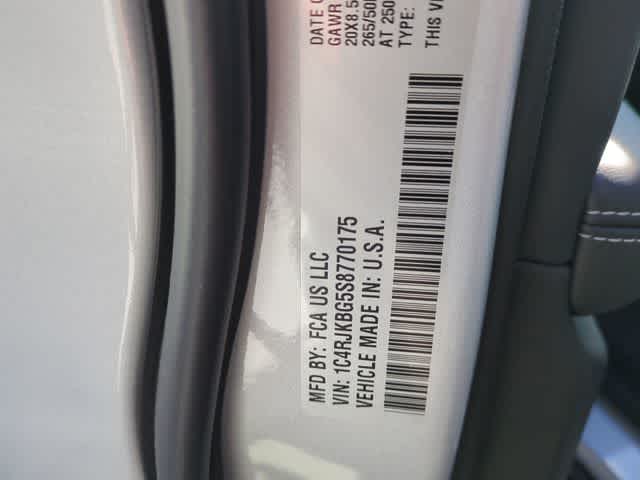 MFD BY: FCA US LLC
VIN: 1C4RJKBG5S8770175
VEHICLE MADE IN: U.S.A.
DATE
GAWR
20X8.5
265/50
AT 250
TYPE:
THIS